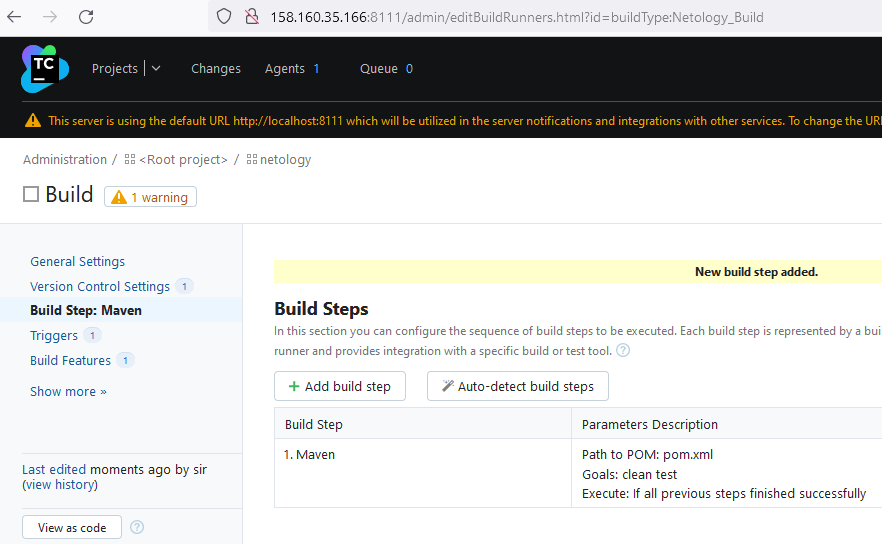 158.160.35.166:8111/admin/editBuildRunners.html?id=buildType:Netology_Build
TC
Projects
Changes
Agents 1
Queue 0
This server is using the default URL http://localhost:8111 which will be utilized in the server notifications and integrations with other services. To change the URL
Administration / <Root project> / netology
Build 1 warning
General Settings
Version Control Settings 1
Build Step: Maven
Triggers 1
Build Features 1
Show more »
Last edited moments ago by sir
(view history)
View as code ?
New build step added.
Build Steps
In this section you can configure the sequence of build steps to be executed. Each build step is represented by a bui
runner and provides integration with a specific build or test tool. ?
+ Add build step
Auto-detect build steps
Build Step Parameters Description
1. Maven
Path to POM: pom.xml
Goals: clean test
Execute: If all previous steps finished successfully